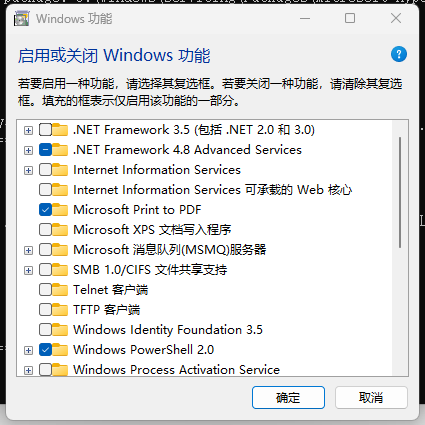 Windows 功能
启用或关闭 Windows 功能
若要启用一种功能，请选择其复选框。若要关闭一种功能，请清除其复选
框。填充的框表示仅启用该功能的一部分。
.NET Framework 3.5 (包括 .NET 2.0 和 3.0)
.NET Framework 4.8 Advanced Services
Internet Information Services
Internet Information Services 可承载的 Web 核心
Microsoft Print to PDF
Microsoft XPS 文档写入程序
Microsoft 消息队列(MSMQ)服务器
SMB 1.0/CIFS 文件共享支持
Telnet 客户端
TFTP 客户端
Windows Identity Foundation 3.5
Windows PowerShell 2.0
Windows Process Activation Service
确定
取消